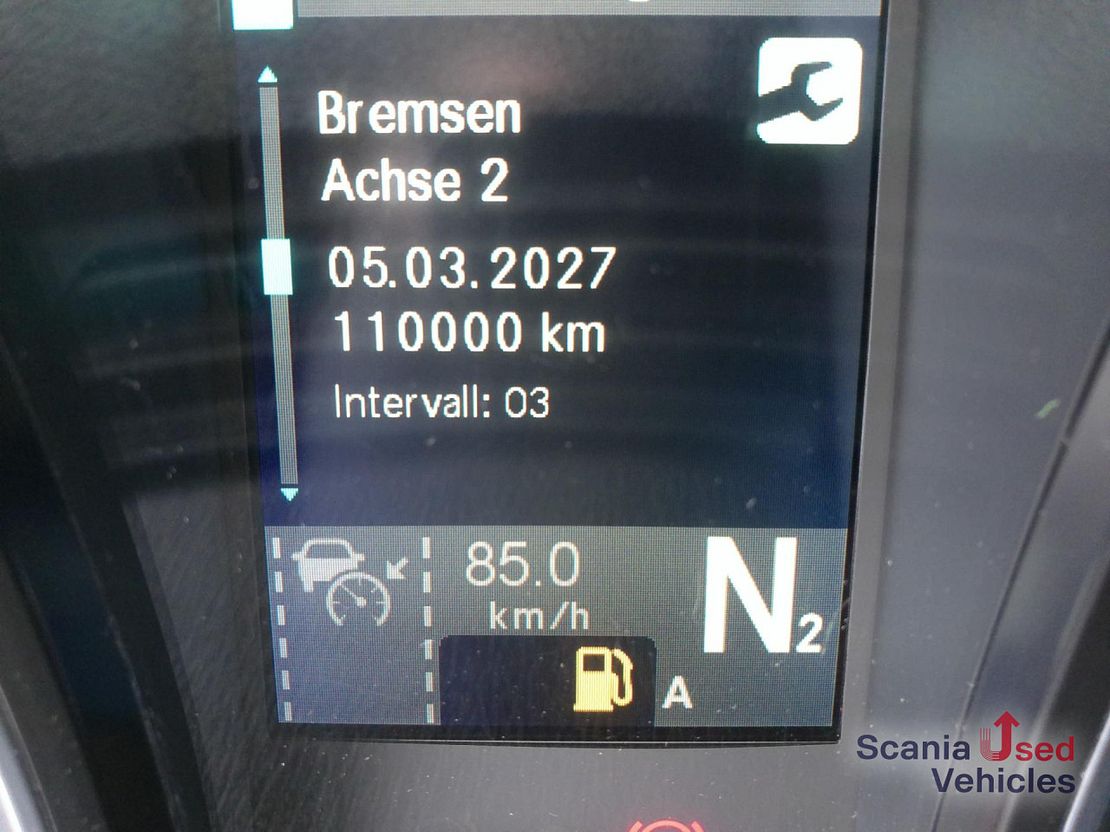 Bremsen
Achse 2
05.03.2027
110000 km
Intervall: 03
85.0
km/h
N2
A
Scania Used
Vehicles